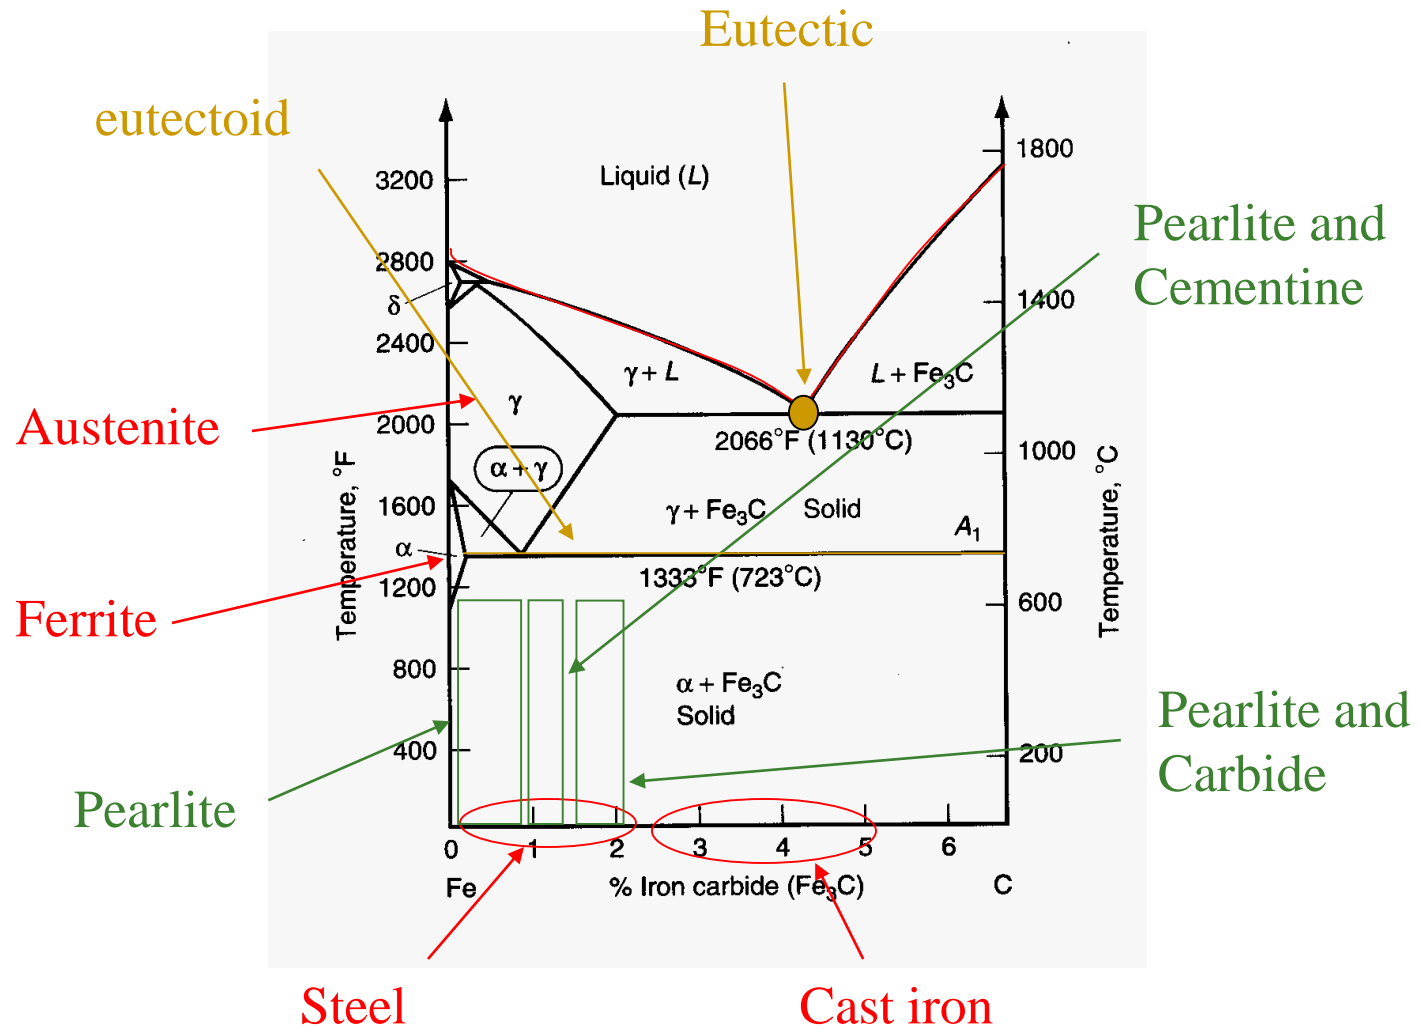 Eutectic
eutectoid
1800
3200
Liquid (L)
Pearlite and
Cementine
2800
δ
1400
2400
γ + L
L + Fe₃C
Austenite
γ
2000
2066°F (1130°C)
1000
α + γ
Temperature, °F
Temperature, °C
1600
γ + Fe₃C
Solid
A₁
α
1333°F (723°C)
1200
600
Ferrite
800
α + Fe₃C
Solid
Pearlite and
Carbide
400
200
Pearlite
0 1 2 3 4 5 6
Fe
% Iron carbide (Fe₃C)
C
Steel
Cast iron